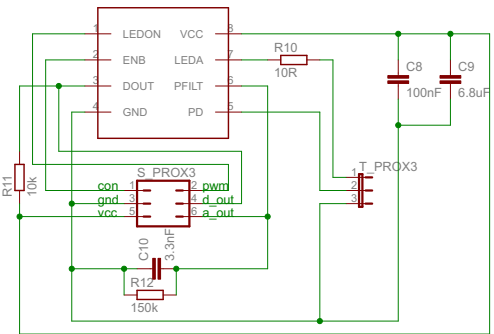 1 LEDON VCC 8
2 ENB LEDA 7
3 DOUT PFILT 6
4 GND PD 5
R10
10R
C8
100nF
C9
6.8uF
T_PROX3
1
2
3
R11
10k
S_PROX3
con 1 2 pwm
gnd 3 4 d_out
vcc 5 6 a_out
C10
3.3nF
R12
150k